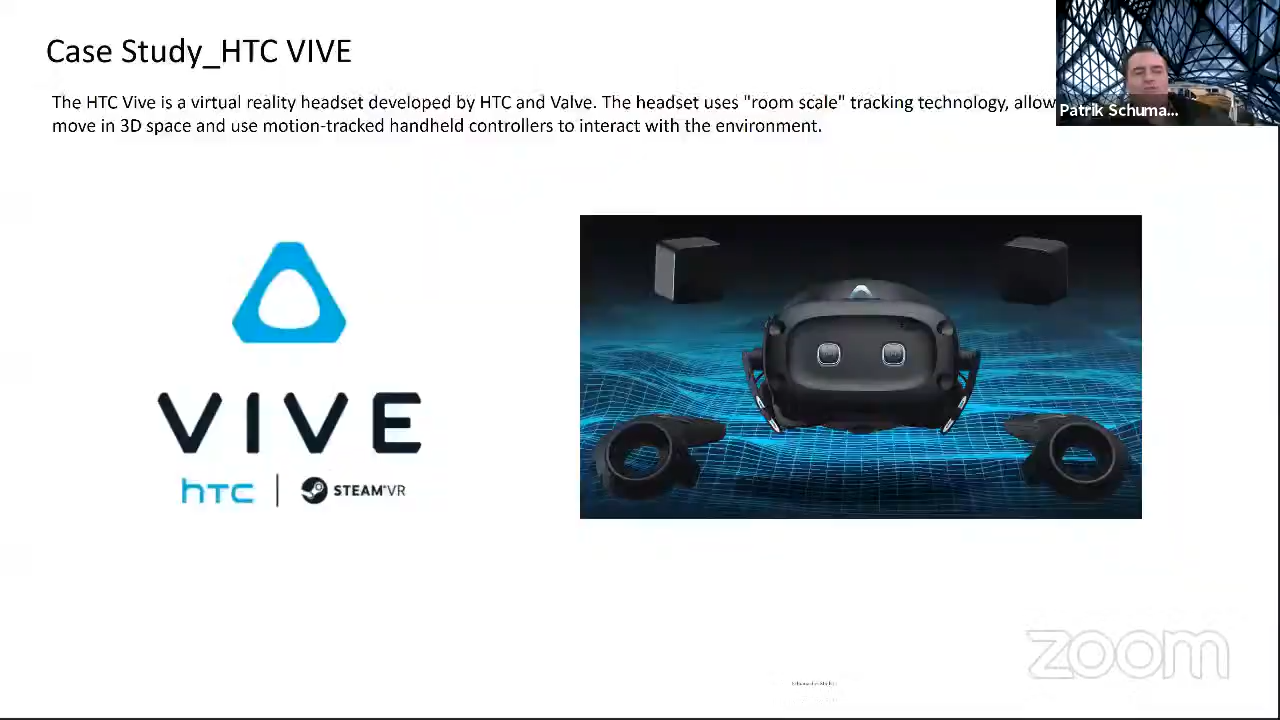 Case Study_HTC VIVE
The HTC Vive is a virtual reality headset developed by HTC and Valve. The headset uses "room scale" tracking technology, allow
move in 3D space and use motion-tracked handheld controllers to interact with the environment.
Patrik Schuma...
VIVE
hTC | STEAM VR
zoom